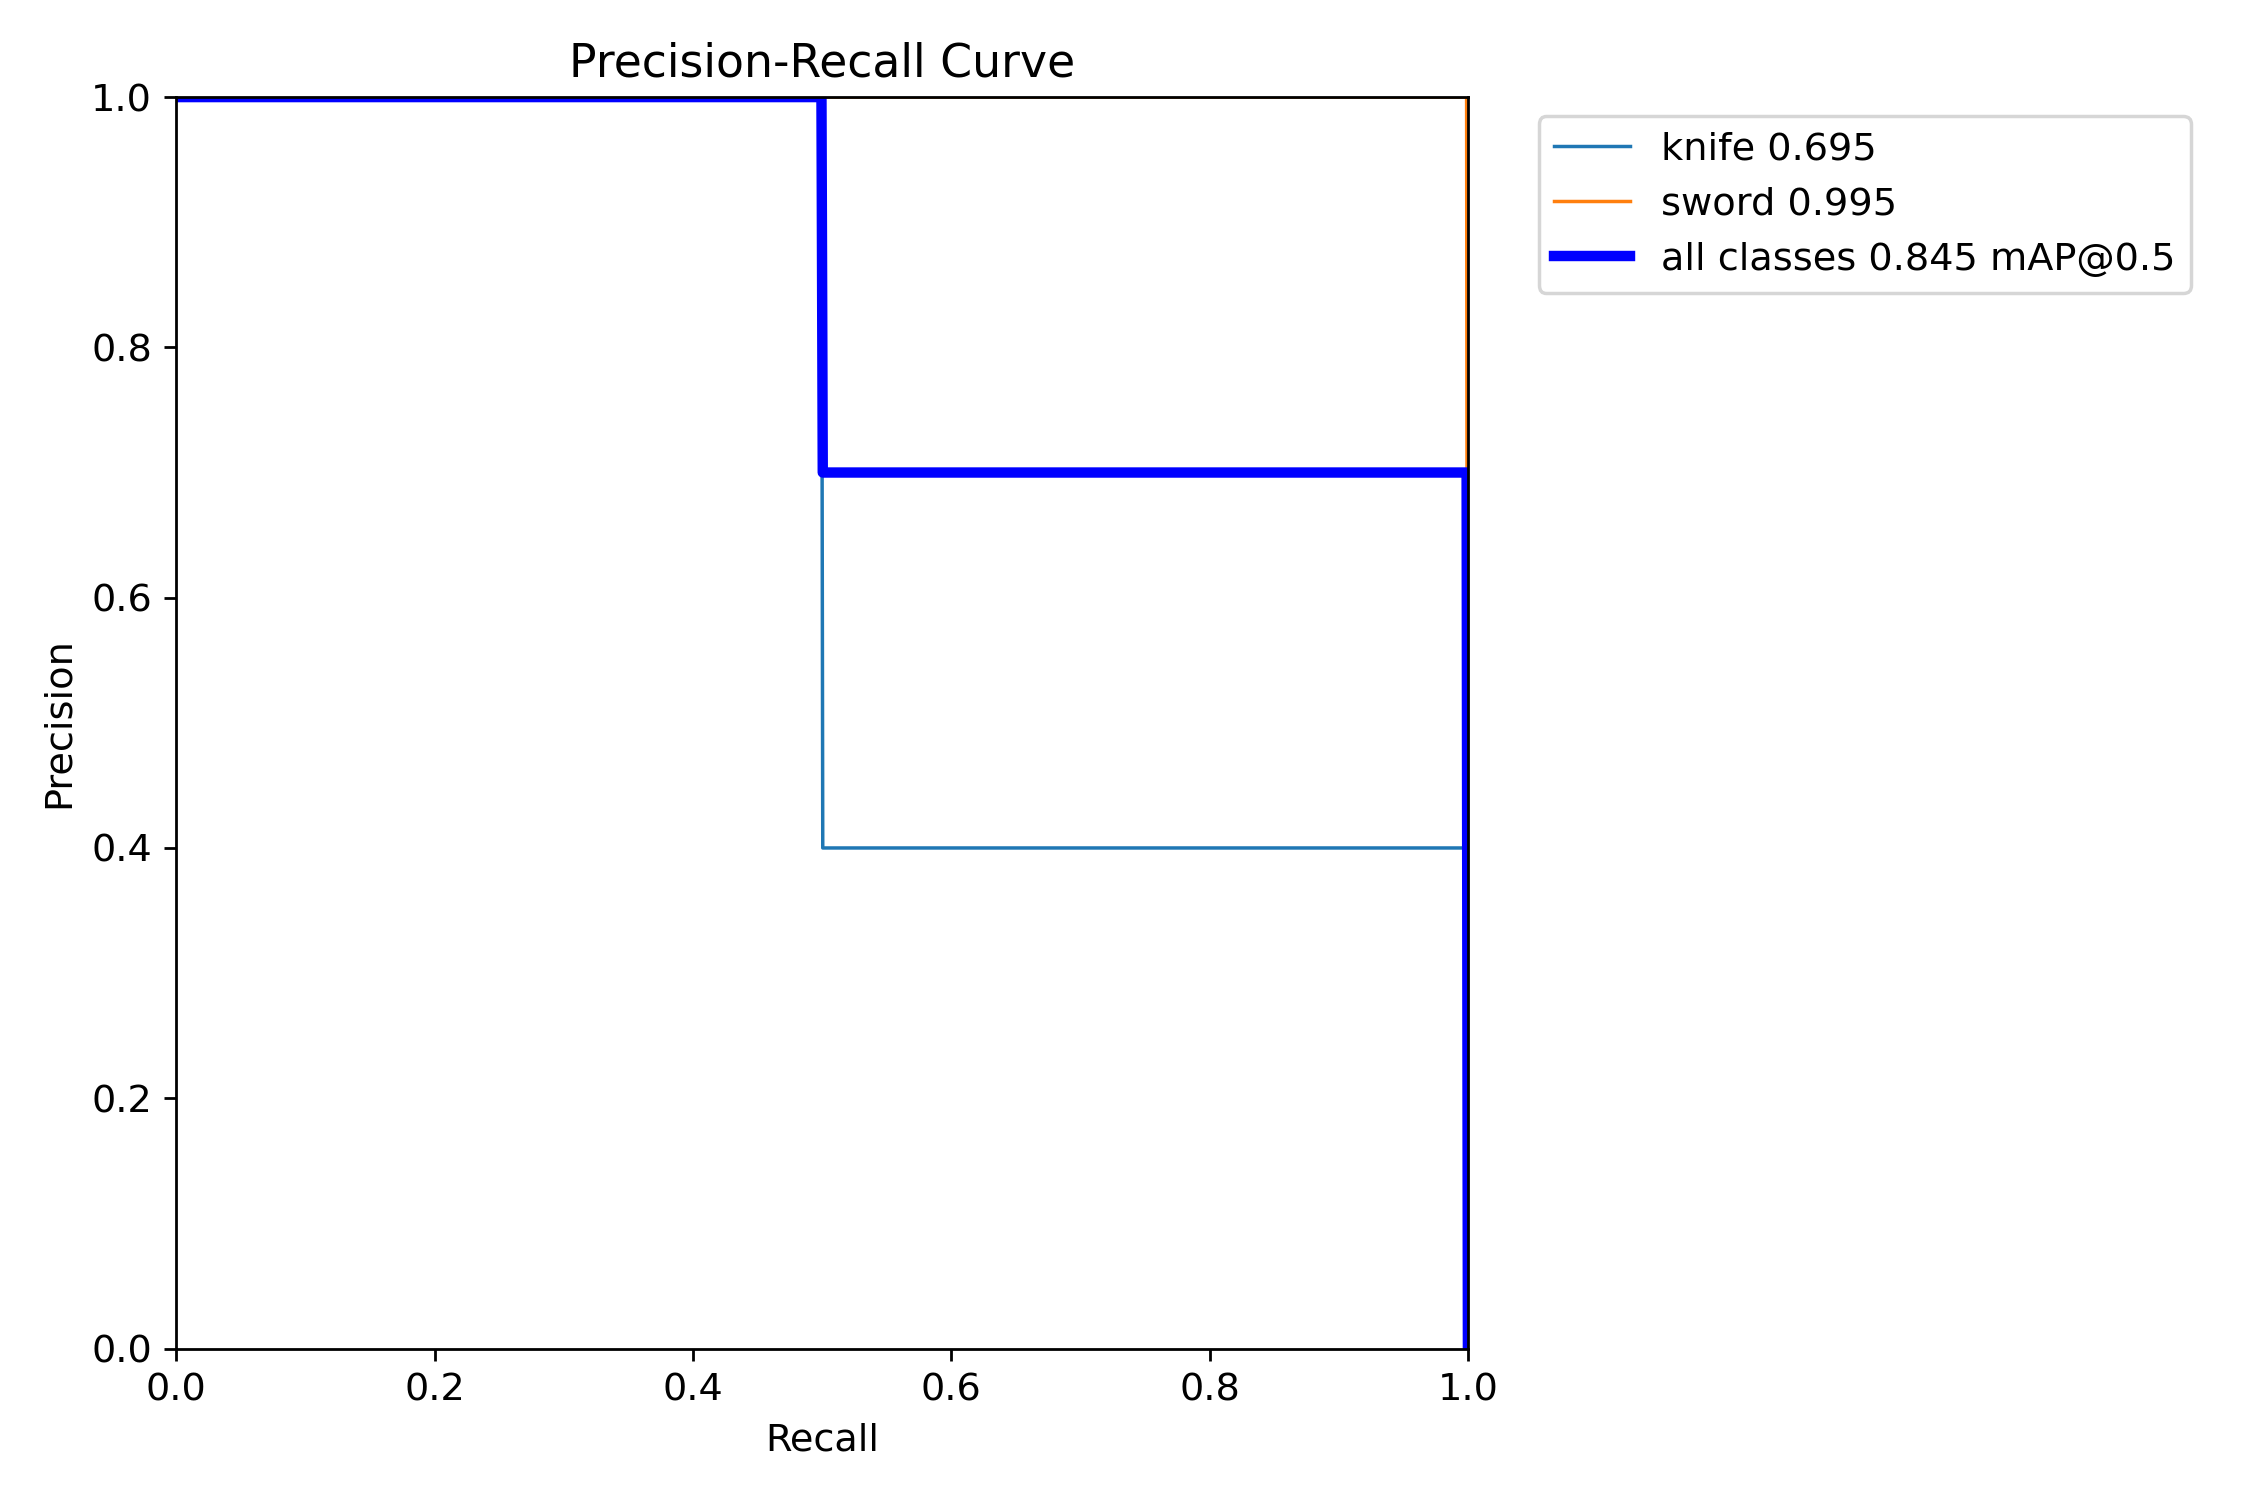 Precision-Recall Curve
1.0
0.8
0.6
0.4
0.2
0.0
Precision
0.0 0.2 0.4 0.6 0.8 1.0
Recall
knife 0.695
sword 0.995
all classes 0.845 mAP@0.5